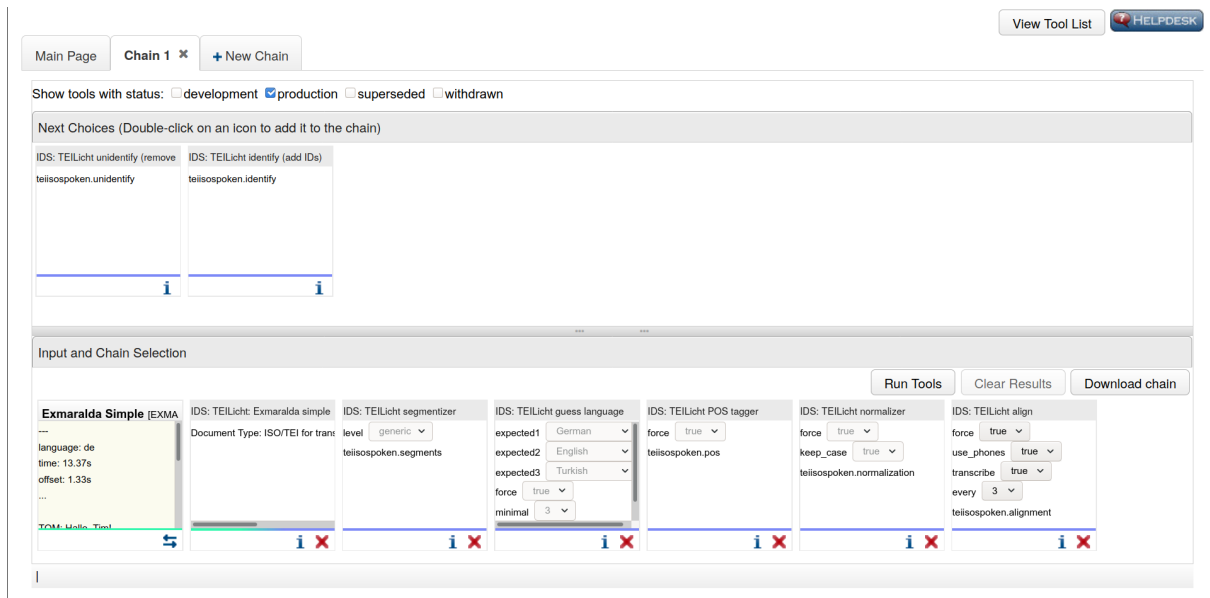 View Tool List
HELPDESK
Main Page
Chain 1
New Chain
Show tools with status: development production superseded withdrawn
Next Choices (Double-click on an icon to add it to the chain)
IDS: TEILicht unidentify (remove
teiisospoken.unidentify
IDS: TEILicht identify (add IDs)
teiisospoken.identify
Input and Chain Selection
Run Tools
Clear Results
Download chain
Exmaralda Simple [EXMA
---
language: de
time: 13.37s
offset: 1.33s
...
TOM: Hallo, Tim!
IDS: TEILicht: Exmaralda simple
Document Type: ISO/TEI for trans
IDS: TEILicht segmentizer
level generic
teiisospoken.segments
IDS: TEILicht guess language
expected1 German
expected2 English
expected3 Turkish
force true
minimal 3
IDS: TEILicht POS tagger
force true
teiisospoken.pos
IDS: TEILicht normalizer
force true
keep_case true
teiisospoken.normalization
IDS: TEILicht align
force true
use_phones true
transcribe true
every 3
teiisospoken.alignment